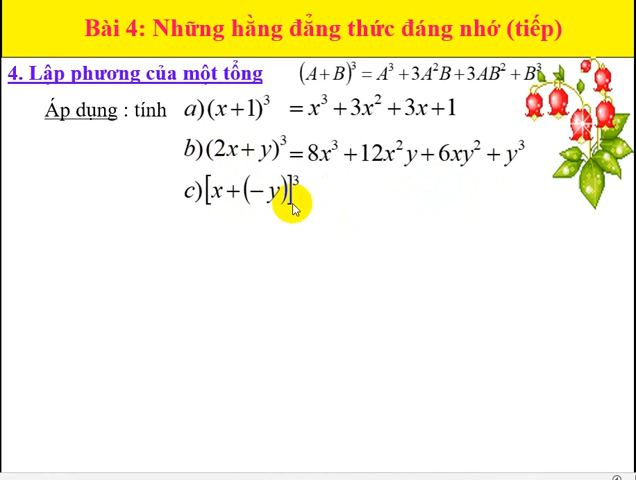 Bài 4: Những hằng đẳng thức đáng nhớ (tiếp)
4. Lập phương của một tổng (A + B)³ = A³ + 3A²B + 3AB² + B³
Áp dụng : tính a)(x + 1)³ = x³ + 3x² + 3x + 1
b)(2x + y)³ = 8x³ + 12x²y + 6xy² + y³
c)[x + (− y)]³